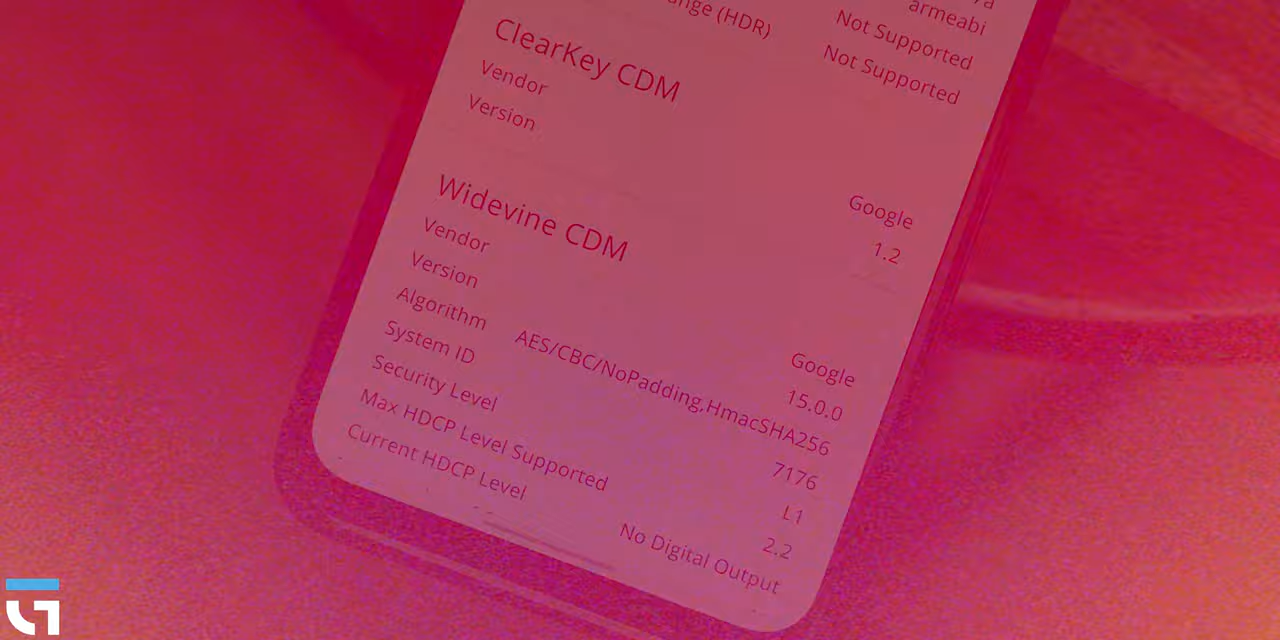 armeabi
Not Supported
(HDR) Not Supported
ClearKey CDM
Vendor Google
Version 1.2
Widevine CDM
Vendor Google
Version 15.0.0
Algorithm AES/CBC/NoPadding,HmacSHA256
System ID 7176
Security Level L1
Max HDCP Level Supported 2.2
Current HDCP Level No Digital Output